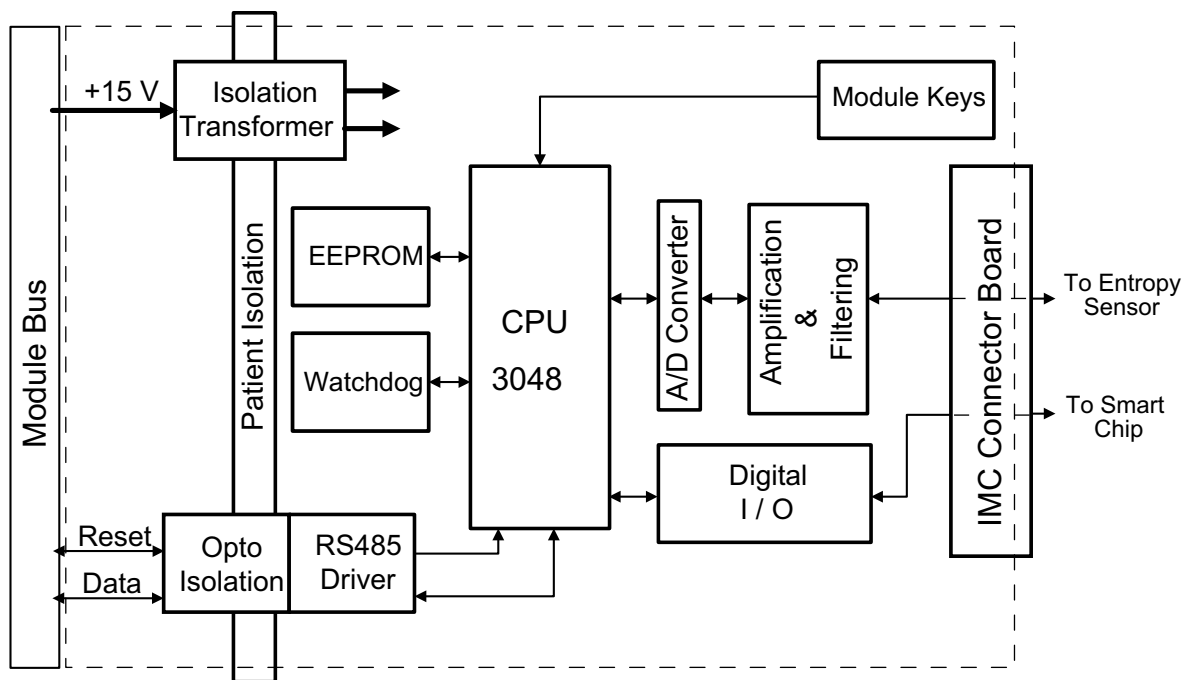 +15 V
Isolation
Transformer
Module Keys
Module Bus
Patient Isolation
EEPROM
Watchdog
CPU
3048
A/D Converter
Amplification
&
Filtering
IMC Connector Board
To Entropy
Sensor
To Smart
Chip
Digital
I / O
Reset
Data
Opto
Isolation
RS485
Driver